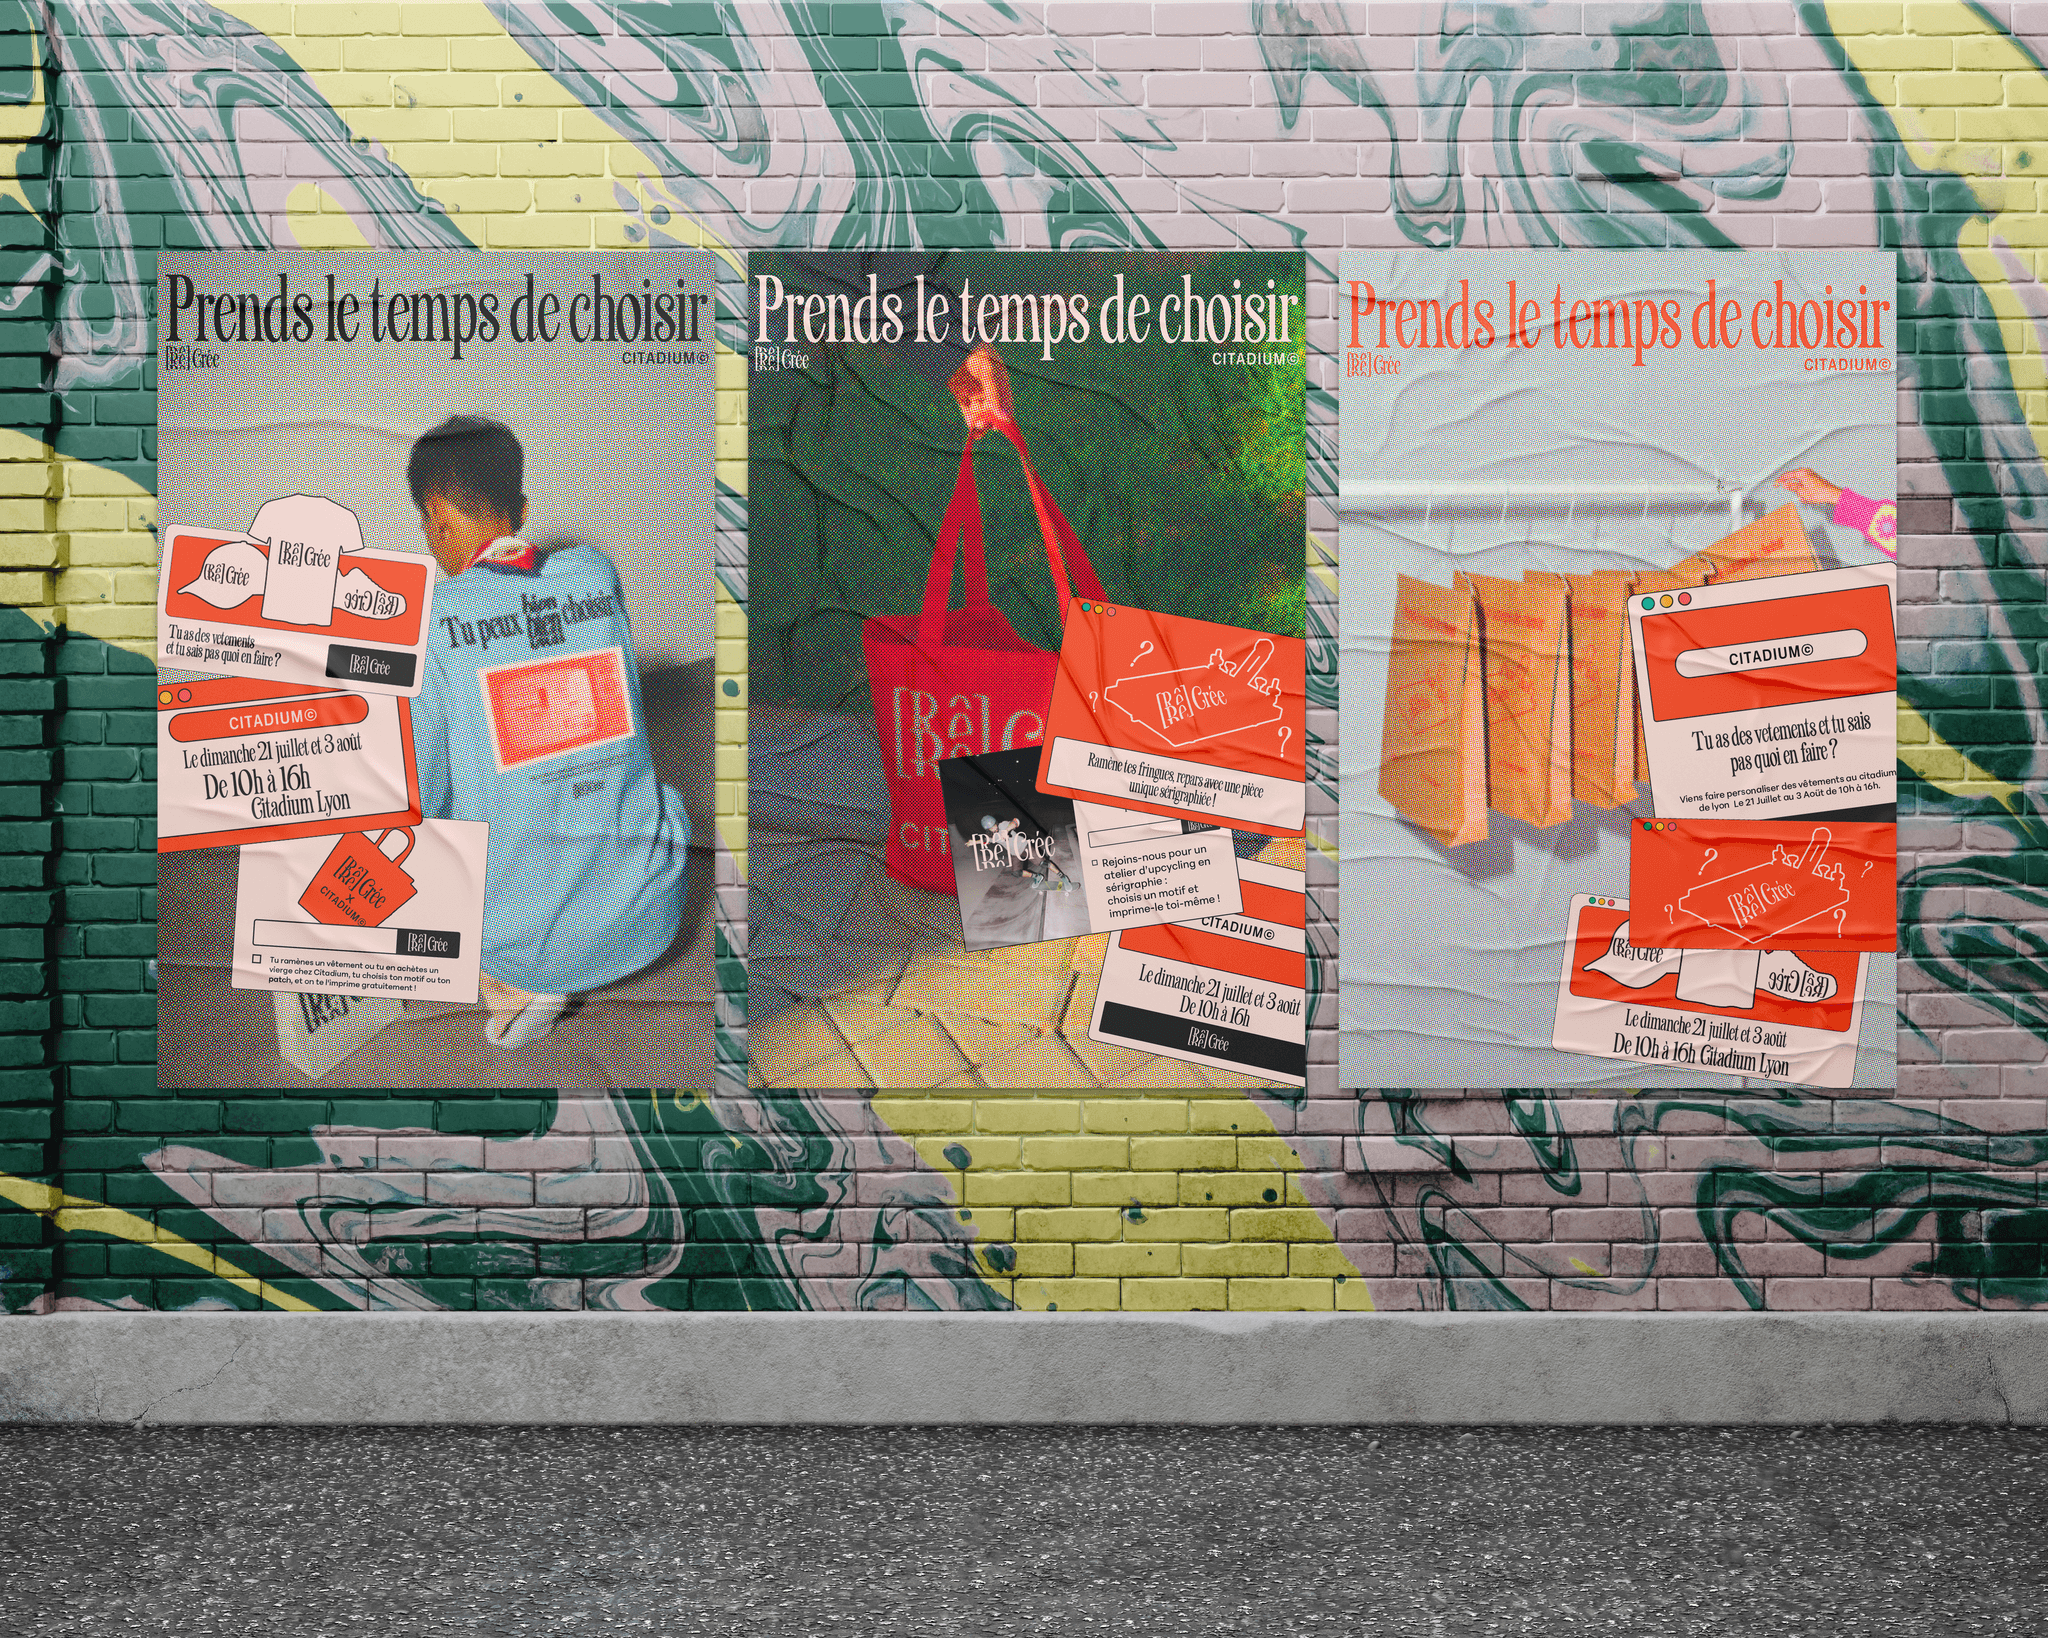 Prends le temps de choisir
[Rê]Crée
CITADIUM©
[Rê]Crée
[Rê]Crée
[Rê]Crée
Tu as des vetements
et tu sais pas quoi en faire ?
[Rê]Crée
CITADIUM©
Le dimanche 21 juillet et 3 août
De 10h à 16h
Citadium Lyon
[Rê]Crée
x
CITADIUM©
[Rê]Crée
Tu ramènes un vêtement ou tu en achètes un
vierge chez Citadium, tu choisis ton motif ou ton
patch, et on te l'imprime gratuitement !
Tu peux bien choisir
bien
Prends le temps de choisir
[Rê]Crée
CITADIUM©
[Rê]C
CIT
[Rê]Crée
Ramène tes fringues, repars avec une pièce
unique sérigraphiée !
[Rê]Crée
Rejoins-nous pour un
atelier d'upcycling en
sérigraphie :
choisis un motif et
imprime-le toi-même !
CITADIUM©
Le dimanche 21 juillet et 3 août
De 10h à 16h
[Rê]Crée
Prends le temps de choisir
[Rê]Crée
CITADIUM©
CITADIUM©
Tu as des vetements et tu sais
pas quoi en faire ?
Viens faire personaliser des vêtements au citadium
de lyon Le 21 Juillet au 3 Août de 10h à 16h.
[Rê]Crée
[Rê]Crée
[Rê]Crée
Le dimanche 21 juillet et 3 août
De 10h à 16h Citadium Lyon